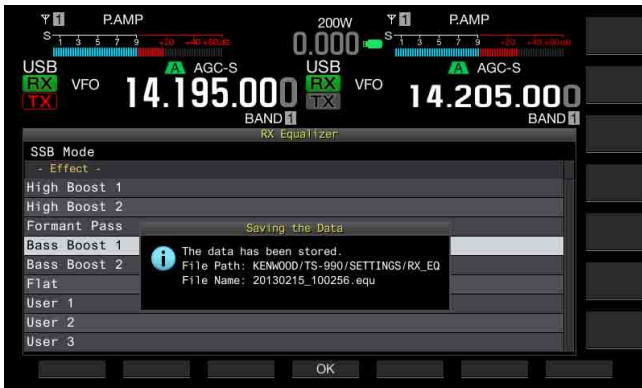 1 P.AMP 200W 1 P.AMP
S 1 3 5 7 9 +20 +40 +60dB 0.000 S 1 3 5 7 9 +20 +40 +60dB
USB A AGC-S USB A AGC-S
RX VFO 14.195.000 RX VFO 14.205.000
TX TX
BAND 1 BAND 1
RX Equalizer
SSB Mode
- Effect -
High Boost 1
High Boost 2
Formant Pass
Bass Boost 1
Bass Boost 2
Flat
User 1
User 2
User 3
Saving the Data
The data has been stored.
File Path: KENWOOD/TS-990/SETTINGS/RX_EQ
File Name: 20130215_100256.equ
OK